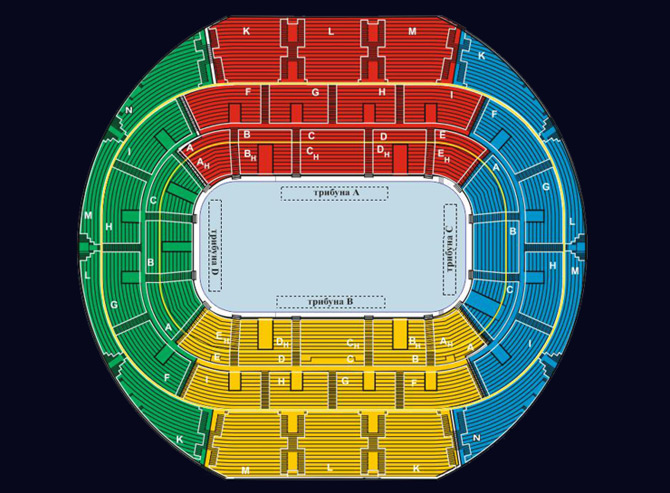 K L M
K
N
F G H I
F
I
A B C D E
A
A_H B_H C_H D_H E_H
трибуна A
C
G
M
H
L
B
H
M
L
B
C
G
A
I
F
K
N
трибуна D
трибуна C
трибуна B
E_H D_H C_H B_H A_H
E D C B A
I H G F
M L K